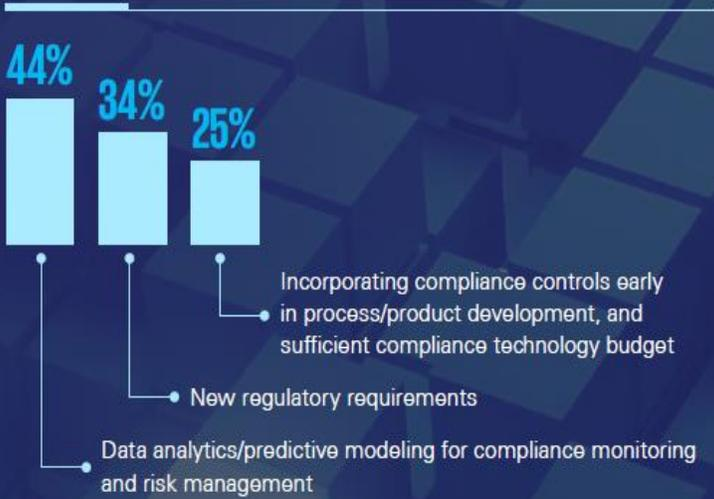 44%
34%
25%
Incorporating compliance controls early
in process/product development, and
sufficient compliance technology budget
New regulatory requirements
Data analytics/predictive modeling for compliance monitoring
and risk management